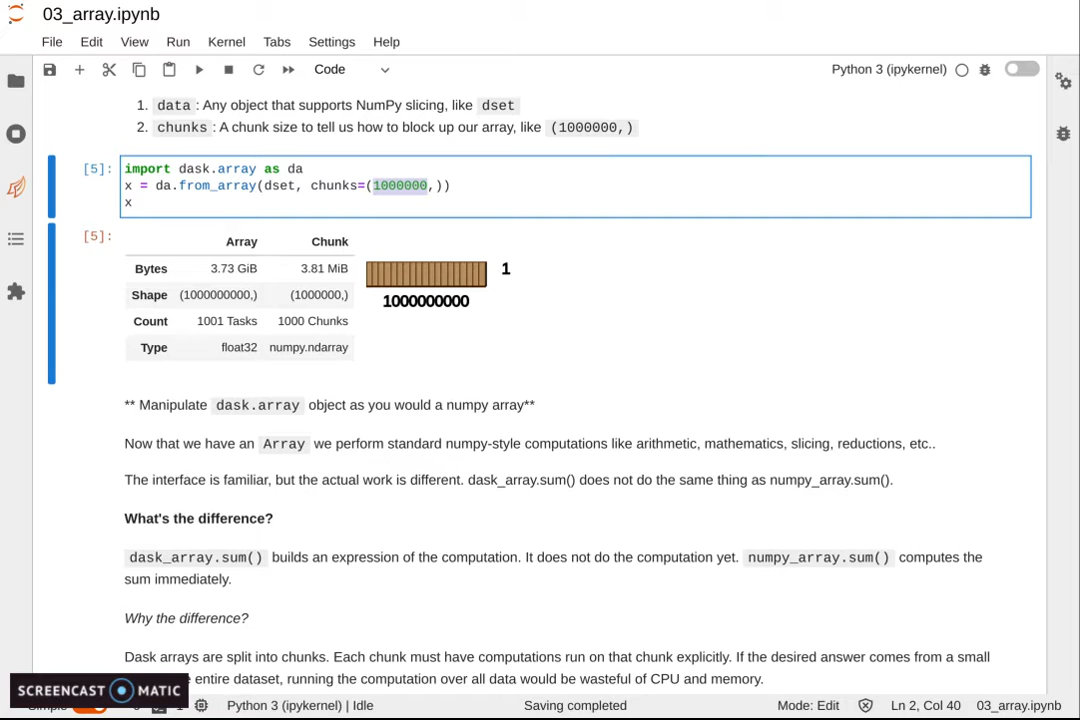 03_array.ipynb
File Edit View Run Kernel Tabs Settings Help
Code Python 3 (ipykernel)
1. data : Any object that supports NumPy slicing, like dset
2. chunks : A chunk size to tell us how to block up our array, like (1000000,)
[5]: import dask.array as da
x = da.from_array(dset, chunks=(1000000,))
x
[5]:
Array Chunk
Bytes 3.73 GiB 3.81 MiB
Shape (1000000000,) (1000000,)
Count 1001 Tasks 1000 Chunks
Type float32 numpy.ndarray
1
1000000000
** Manipulate dask.array object as you would a numpy array**
Now that we have an Array we perform standard numpy-style computations like arithmetic, mathematics, slicing, reductions, etc..
The interface is familiar, but the actual work is different. dask_array.sum() does not do the same thing as numpy_array.sum().
What's the difference?
dask_array.sum() builds an expression of the computation. It does not do the computation yet. numpy_array.sum() computes the
sum immediately.
Why the difference?
Dask arrays are split into chunks. Each chunk must have computations run on that chunk explicitly. If the desired answer comes from a small
entire dataset, running the computation over all data would be wasteful of CPU and memory.
SCREENCAST MATIC
Python 3 (ipykernel) | Idle Saving completed Mode: Edit Ln 2, Col 40 03_array.ipynb